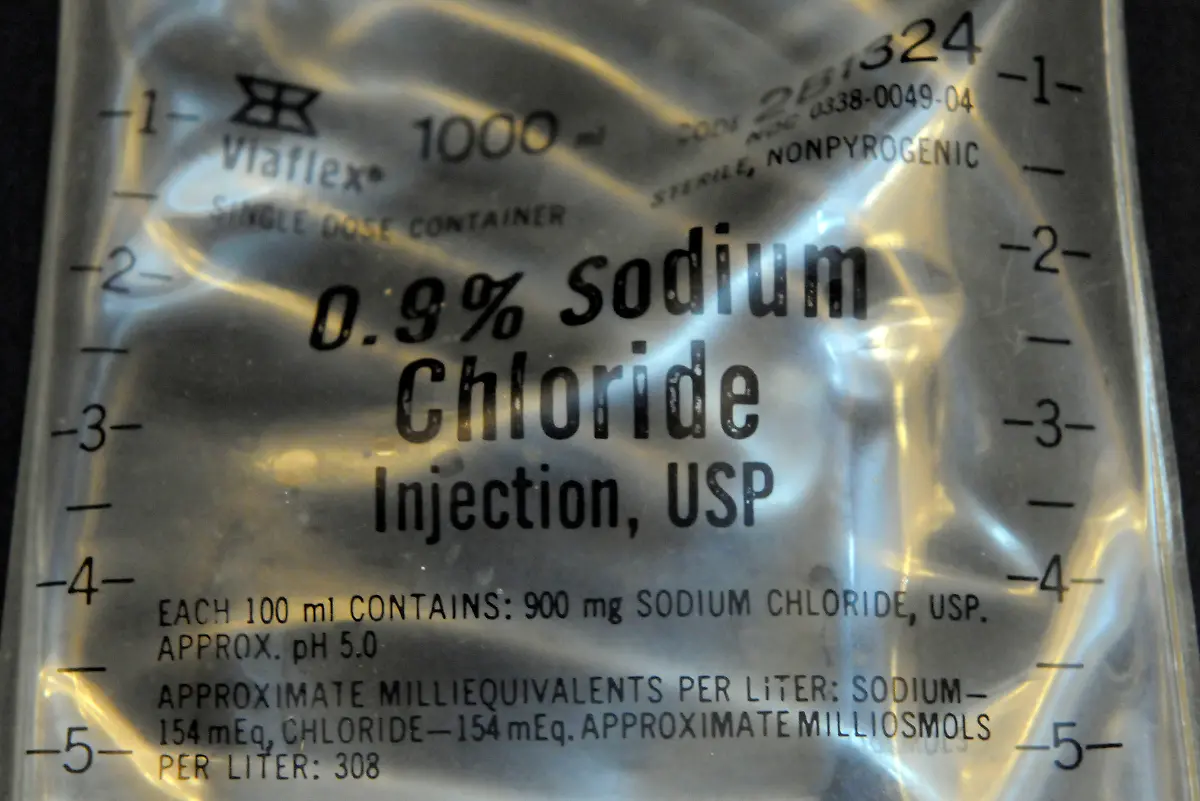 Viaflex®
1000 ml
CODE 2B1324
NDC 0338-0049-04
STERILE, NONPYROGENIC
SINGLE DOSE CONTAINER
0.9% Sodium
Chloride
Injection, USP
EACH 100 ml CONTAINS: 900 mg SODIUM CHLORIDE, USP.
APPROX. pH 5.0
APPROXIMATE MILLIEQUIVALENTS PER LITER: SODIUM—
154 mEq, CHLORIDE—154 mEq. APPROXIMATE MILLIOSMOLS
PER LITER: 308
-1-
-2-
-3-
-4-
-5-
-1-
-2-
-3-
-4-
-5-